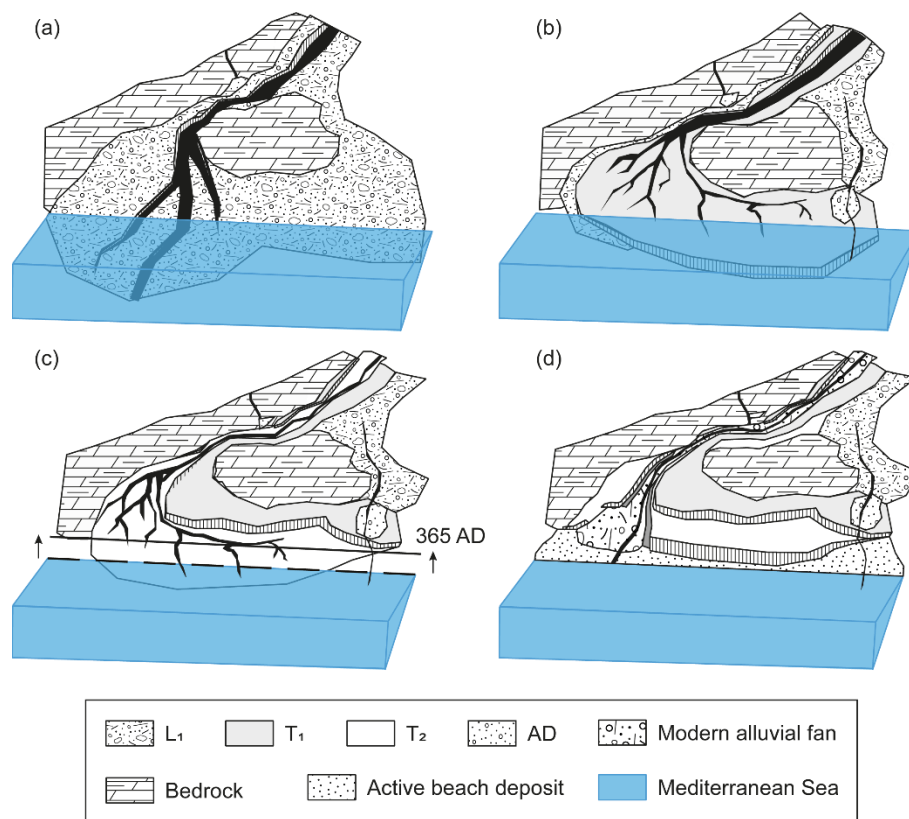 (a)
(b)
(c)
365 AD
(d)
L₁
T₁
T₂
AD
Modern alluvial fan
Bedrock
Active beach deposit
Mediterranean Sea